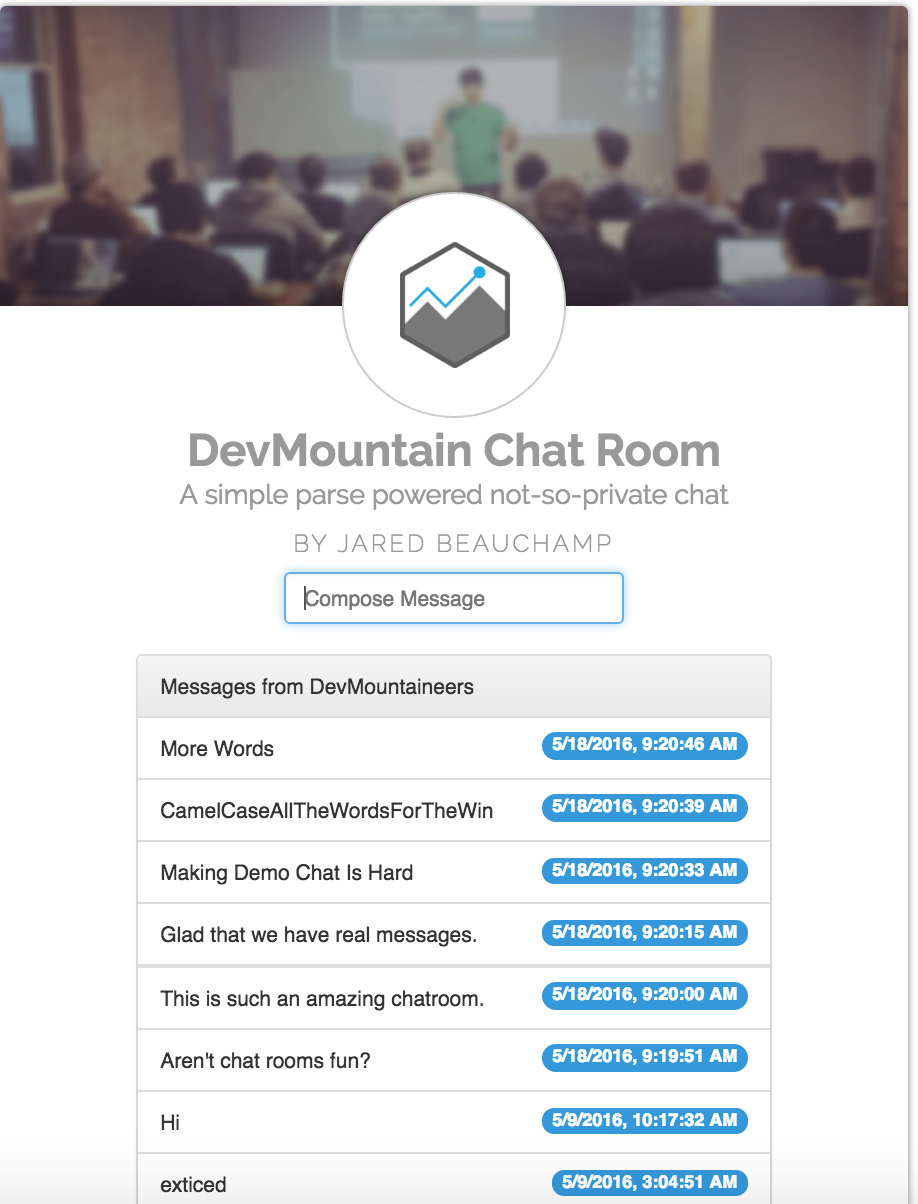 DevMountain Chat Room
A simple parse powered not-so-private chat
BY JARED BEAUCHAMP
Compose Message
Messages from DevMountaineers
More Words 5/18/2016, 9:20:46 AM
CamelCaseAllTheWordsForTheWin 5/18/2016, 9:20:39 AM
Making Demo Chat Is Hard 5/18/2016, 9:20:33 AM
Glad that we have real messages. 5/18/2016, 9:20:15 AM
This is such an amazing chatroom. 5/18/2016, 9:20:00 AM
Aren't chat rooms fun? 5/18/2016, 9:19:51 AM
Hi 5/9/2016, 10:17:32 AM
exticed 5/9/2016, 3:04:51 AM